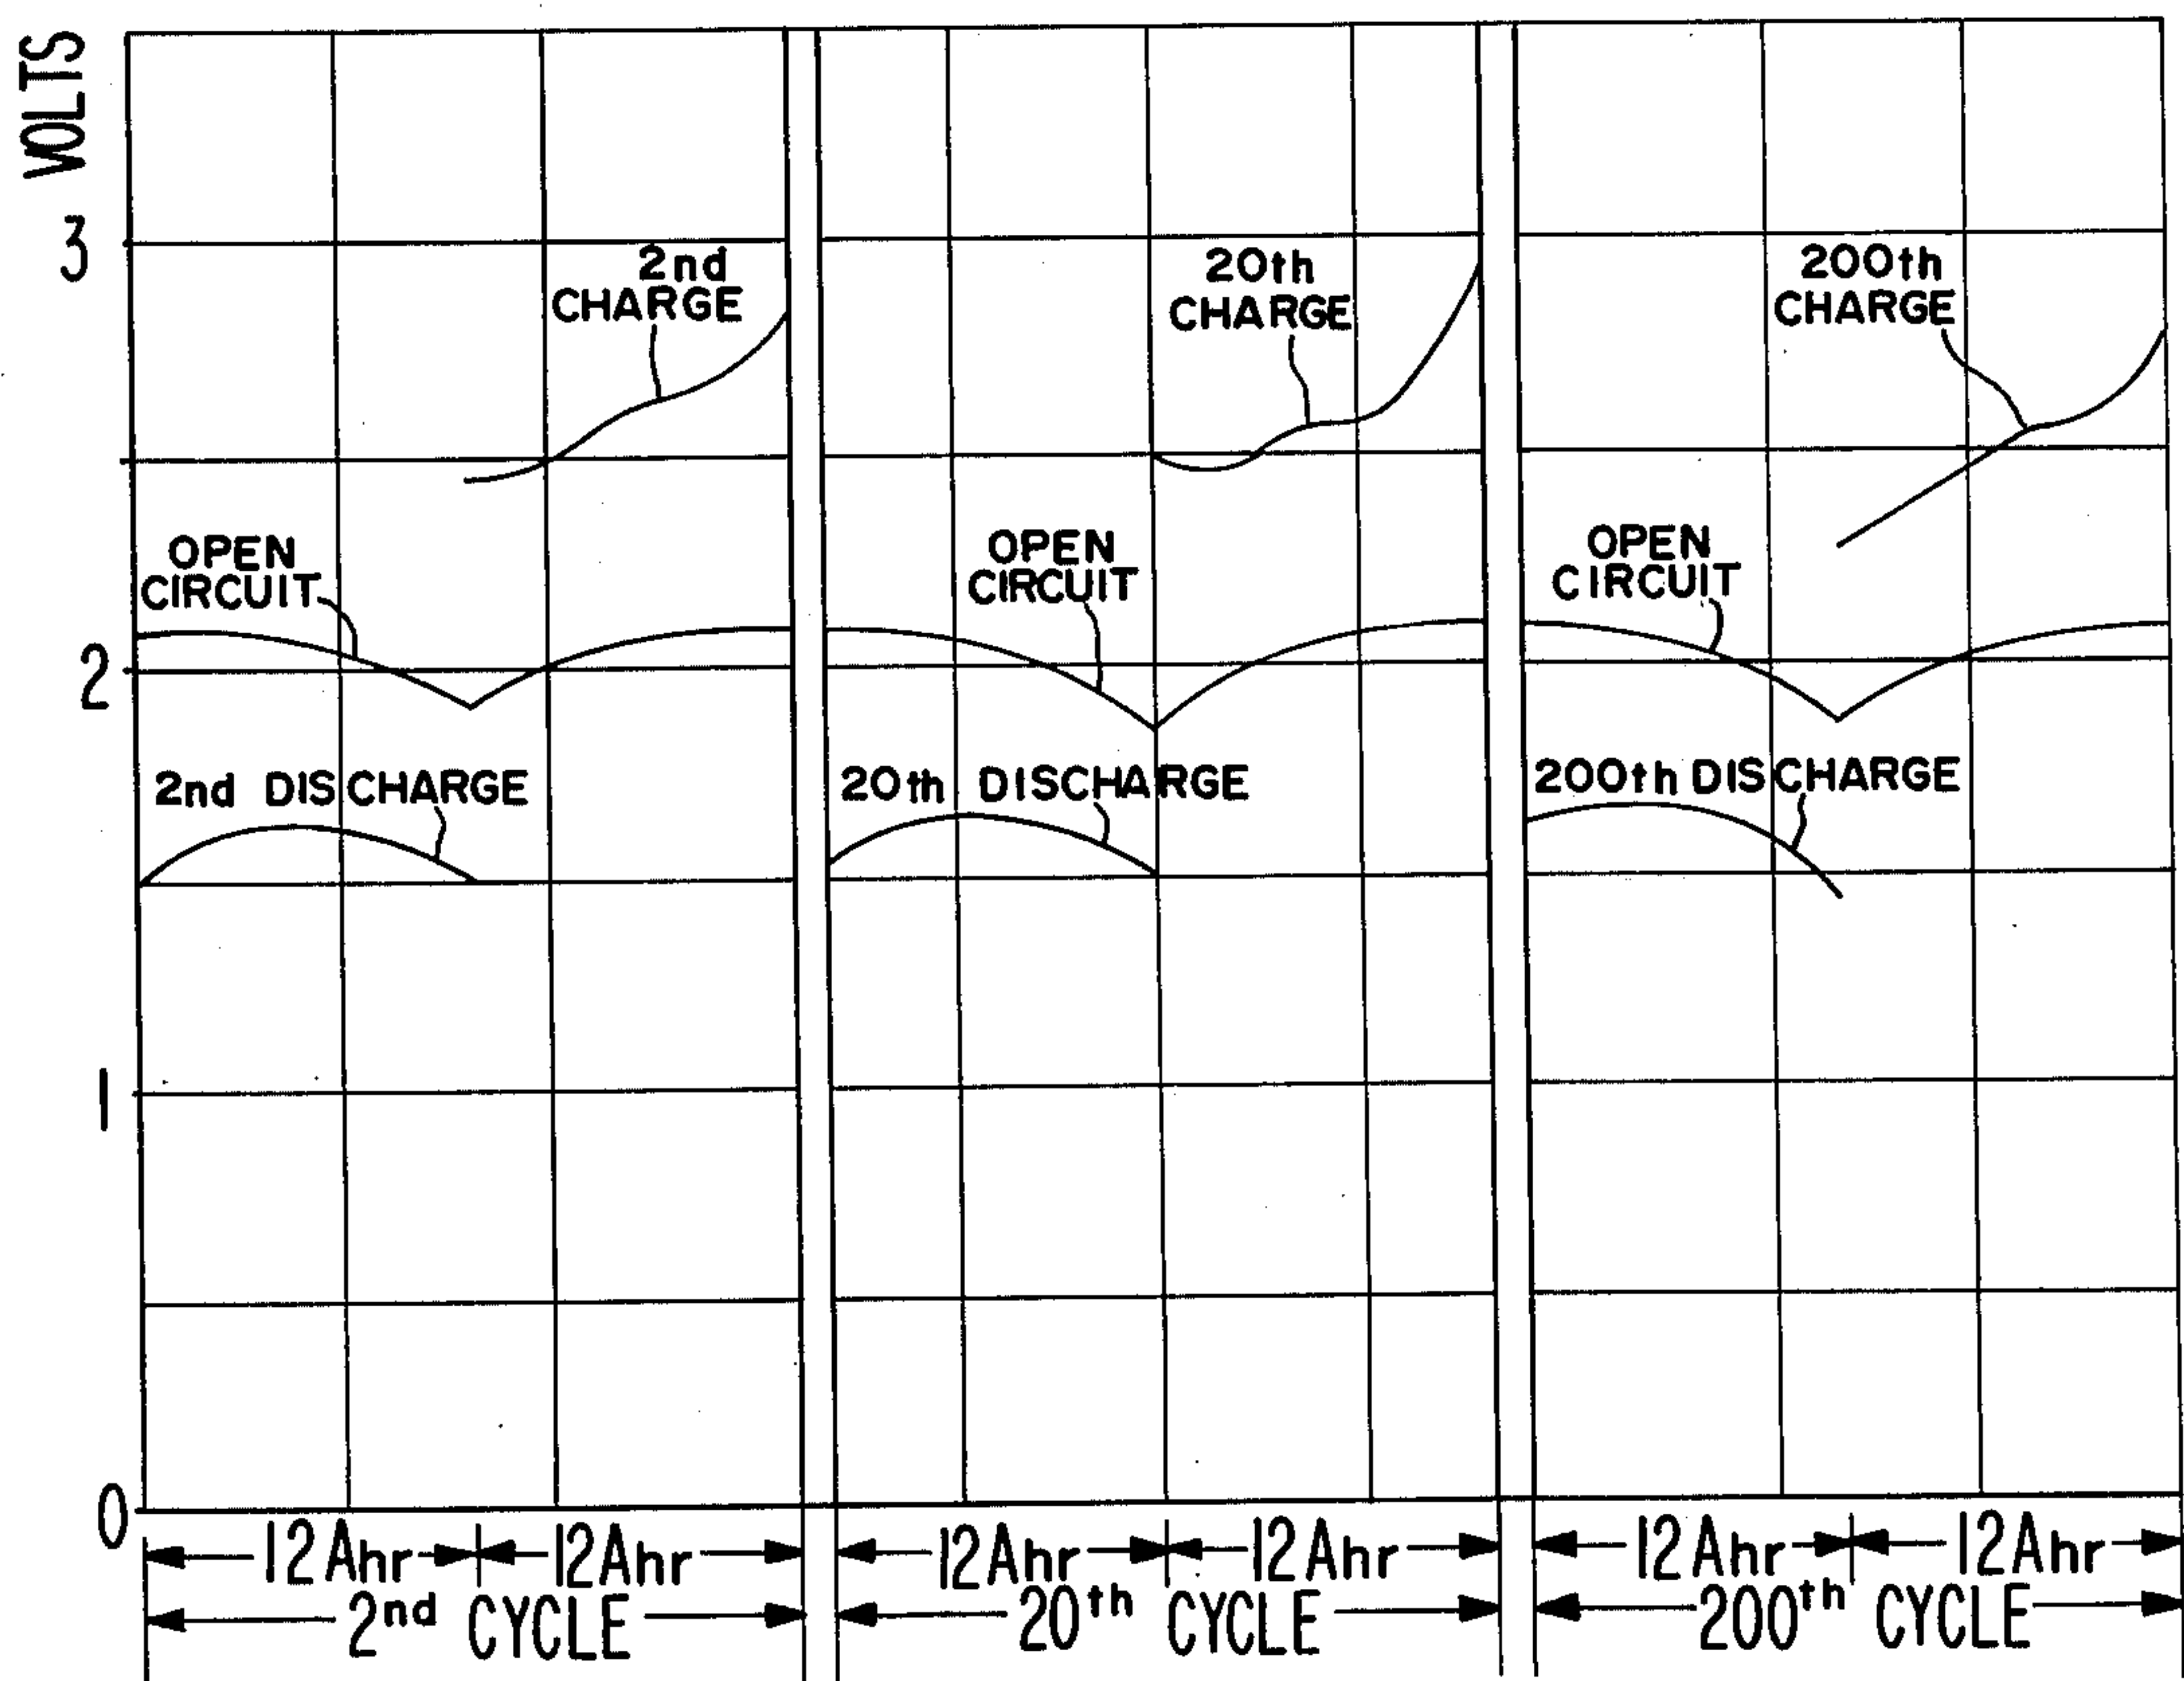 VOLTS
3
2
1
0
2nd
CHARGE
OPEN
CIRCUIT
2nd DISCHARGE
20th
CHARGE
OPEN
CIRCUIT
20th DISCHARGE
200th
CHARGE
OPEN
CIRCUIT
200th DISCHARGE
12Ahr 12Ahr
2nd CYCLE
12Ahr 12Ahr
20th CYCLE
12Ahr 12Ahr
200th CYCLE